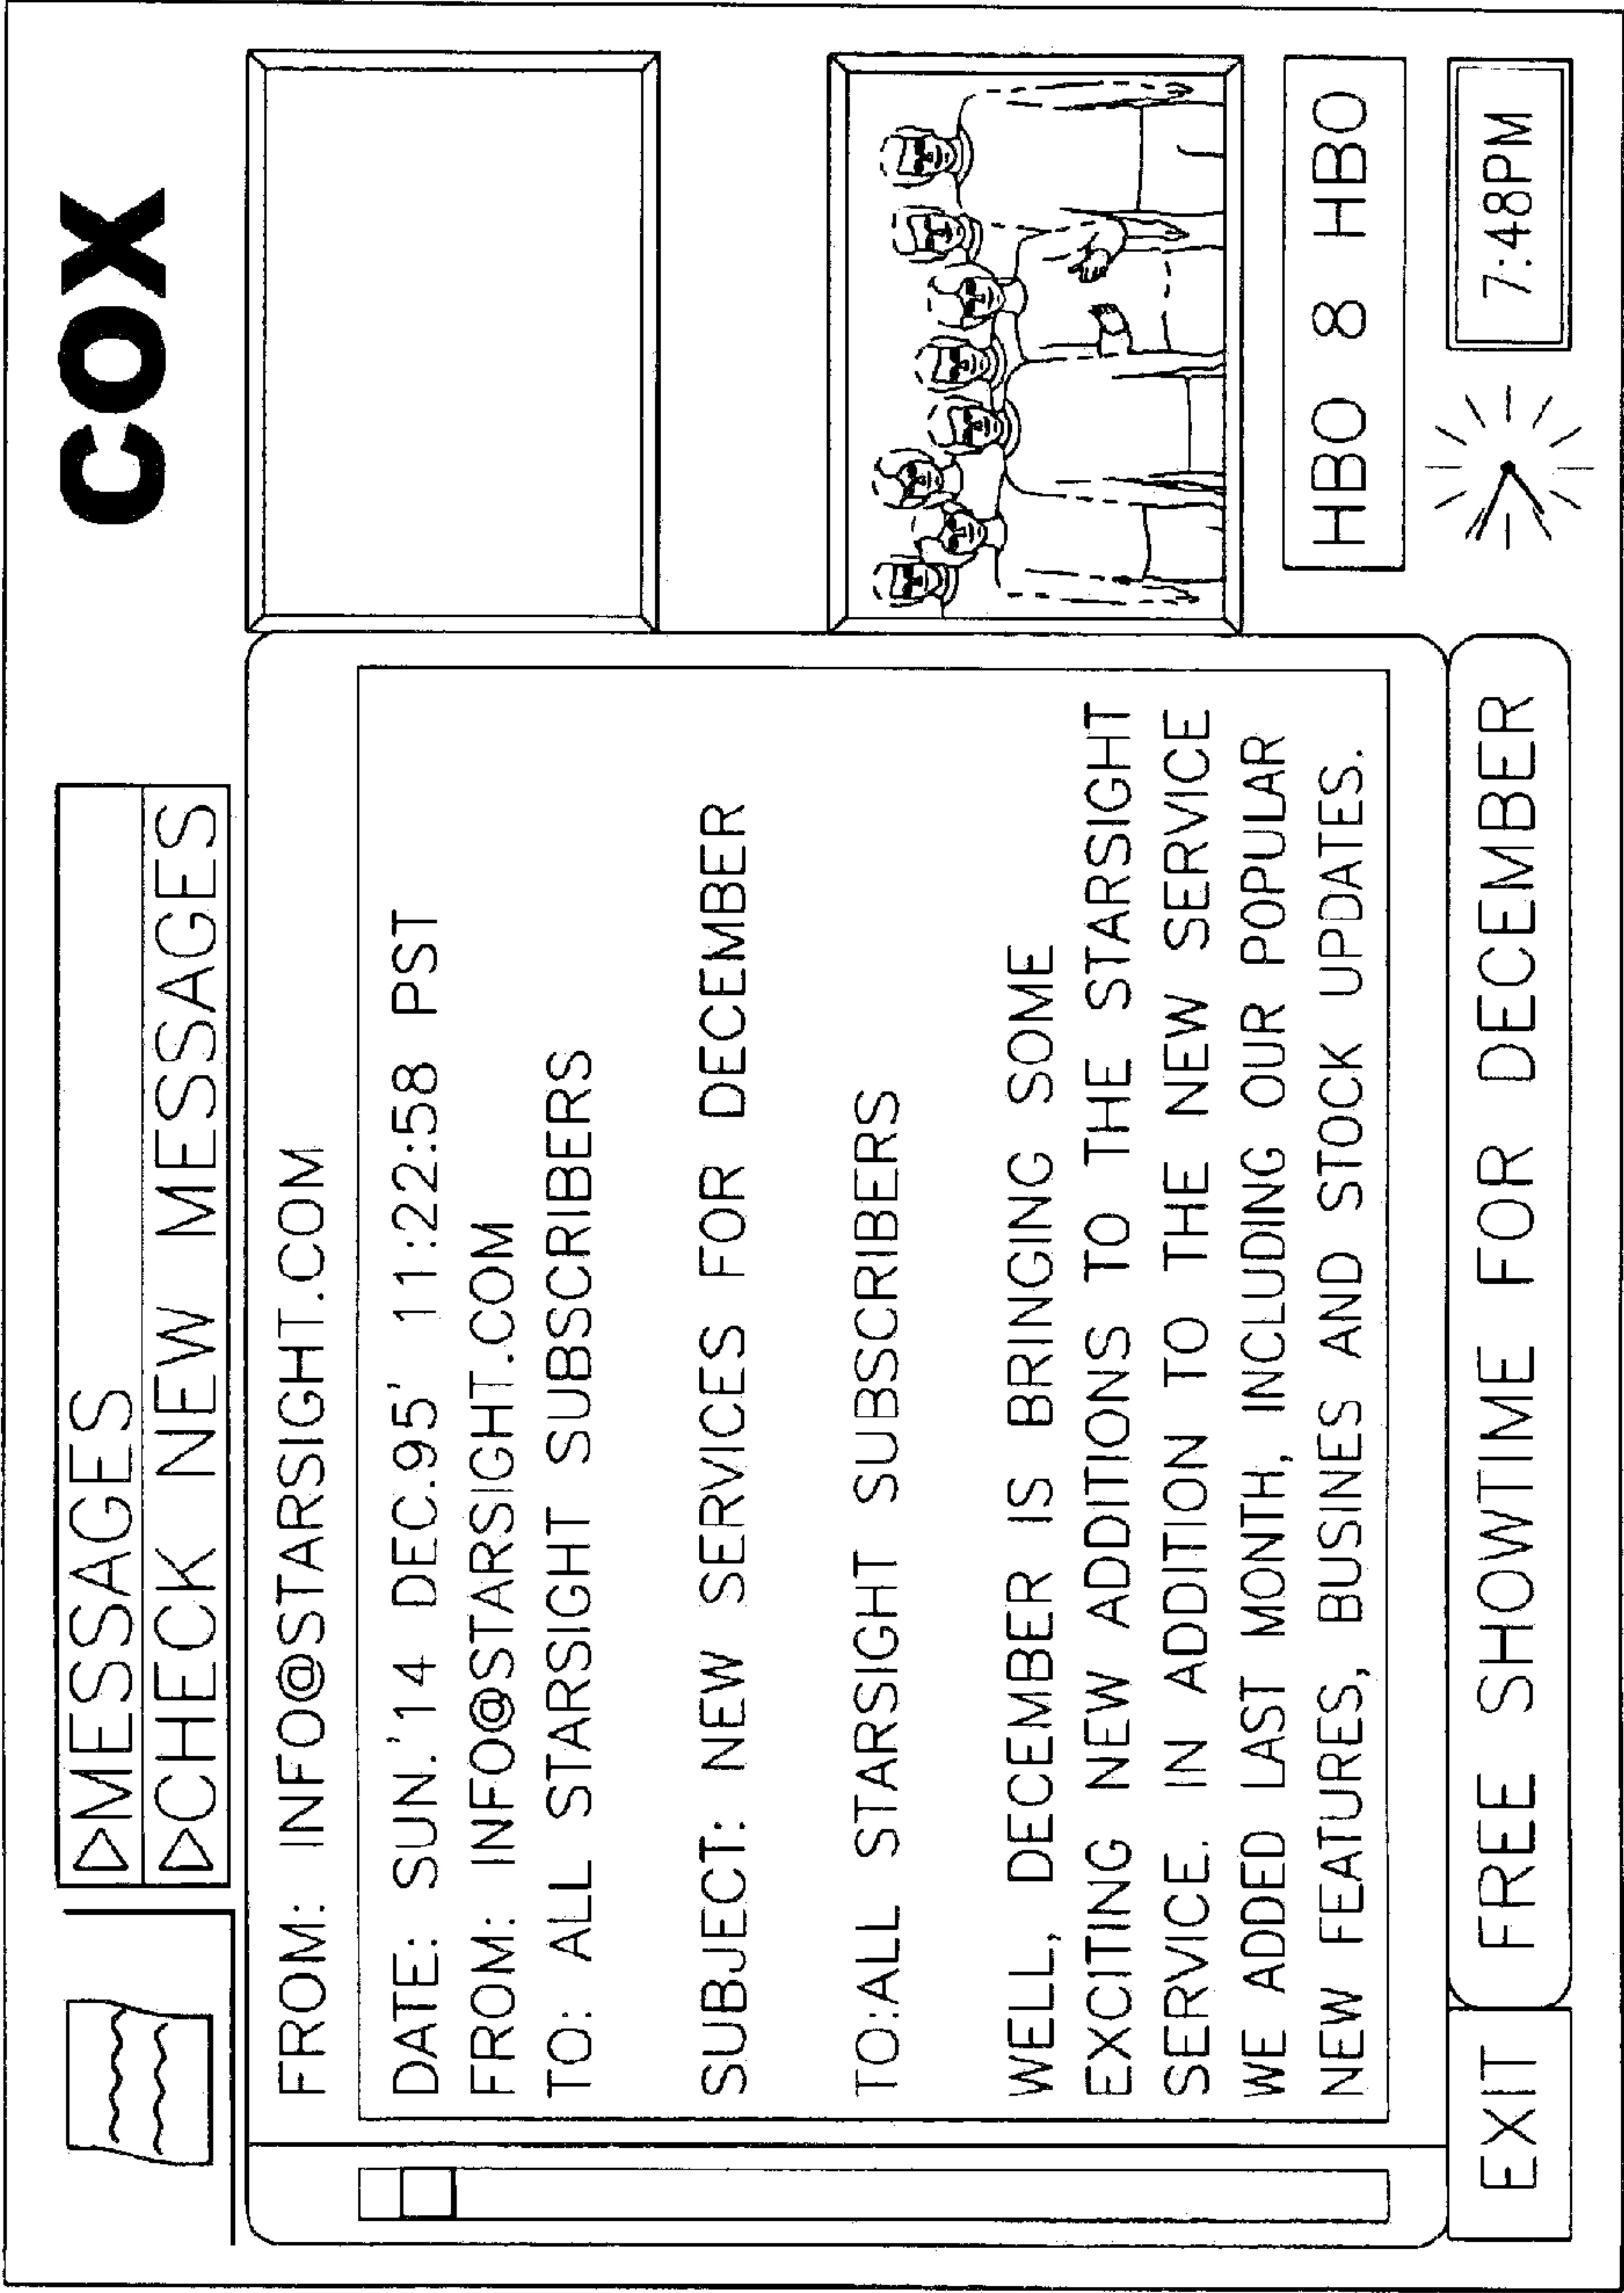 ▷MESSAGES
▷CHECK NEW MESSAGES
COX
FROM: INFO@STARSIGHT.COM
DATE: SUN.'14 DEC.95' 11:22:58 PST
FROM: INFO@STARSIGHT.COM
TO: ALL STARSIGHT SUBSCRIBERS
SUBJECT: NEW SERVICES FOR DECEMBER
TO:ALL STARSIGHT SUBSCRIBERS
WELL, DECEMBER IS BRINGING SOME
EXCITING NEW ADDITIONS TO THE STARSIGHT
SERVICE. IN ADDITION TO THE NEW SERVICE
WE ADDED LAST MONTH, INCLUDING OUR POPULAR
NEW FEATURES, BUSINES AND STOCK UPDATES.
HBO 8 HBO
EXIT
FREE SHOWTIME FOR DECEMBER
7:48PM